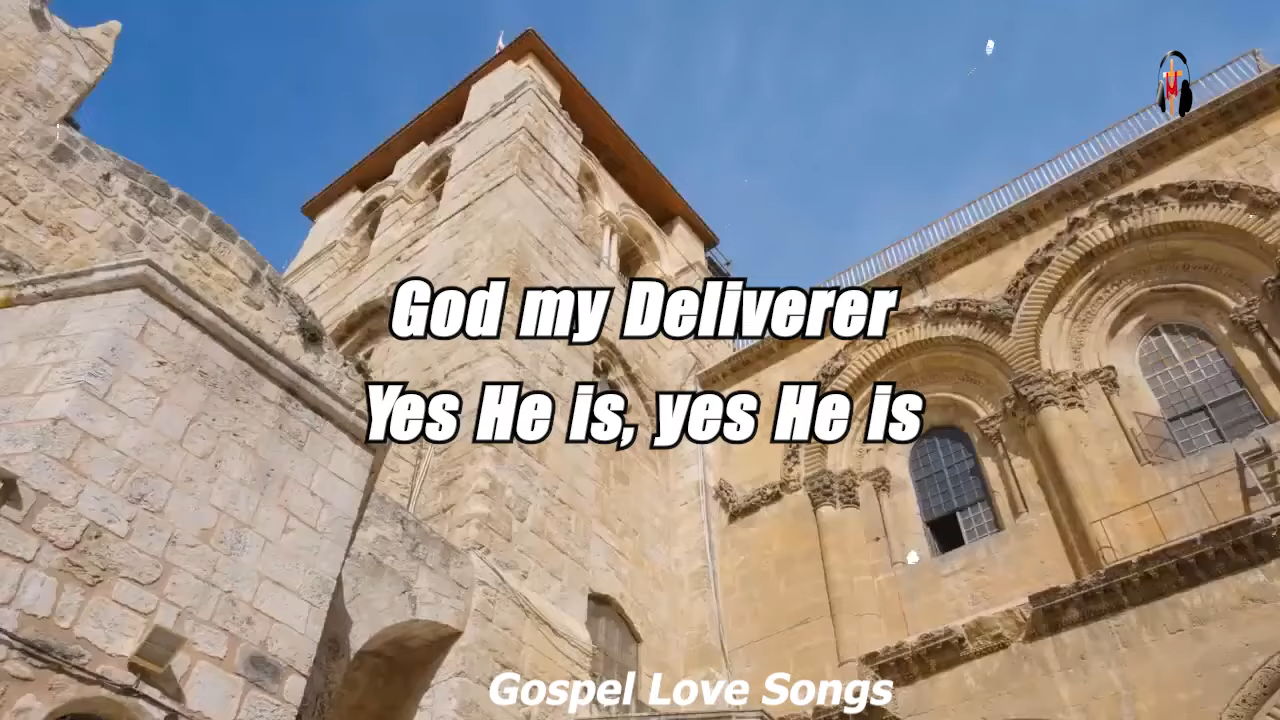 God my Deliverer
Yes He is, yes He is
Gospel Love Songs